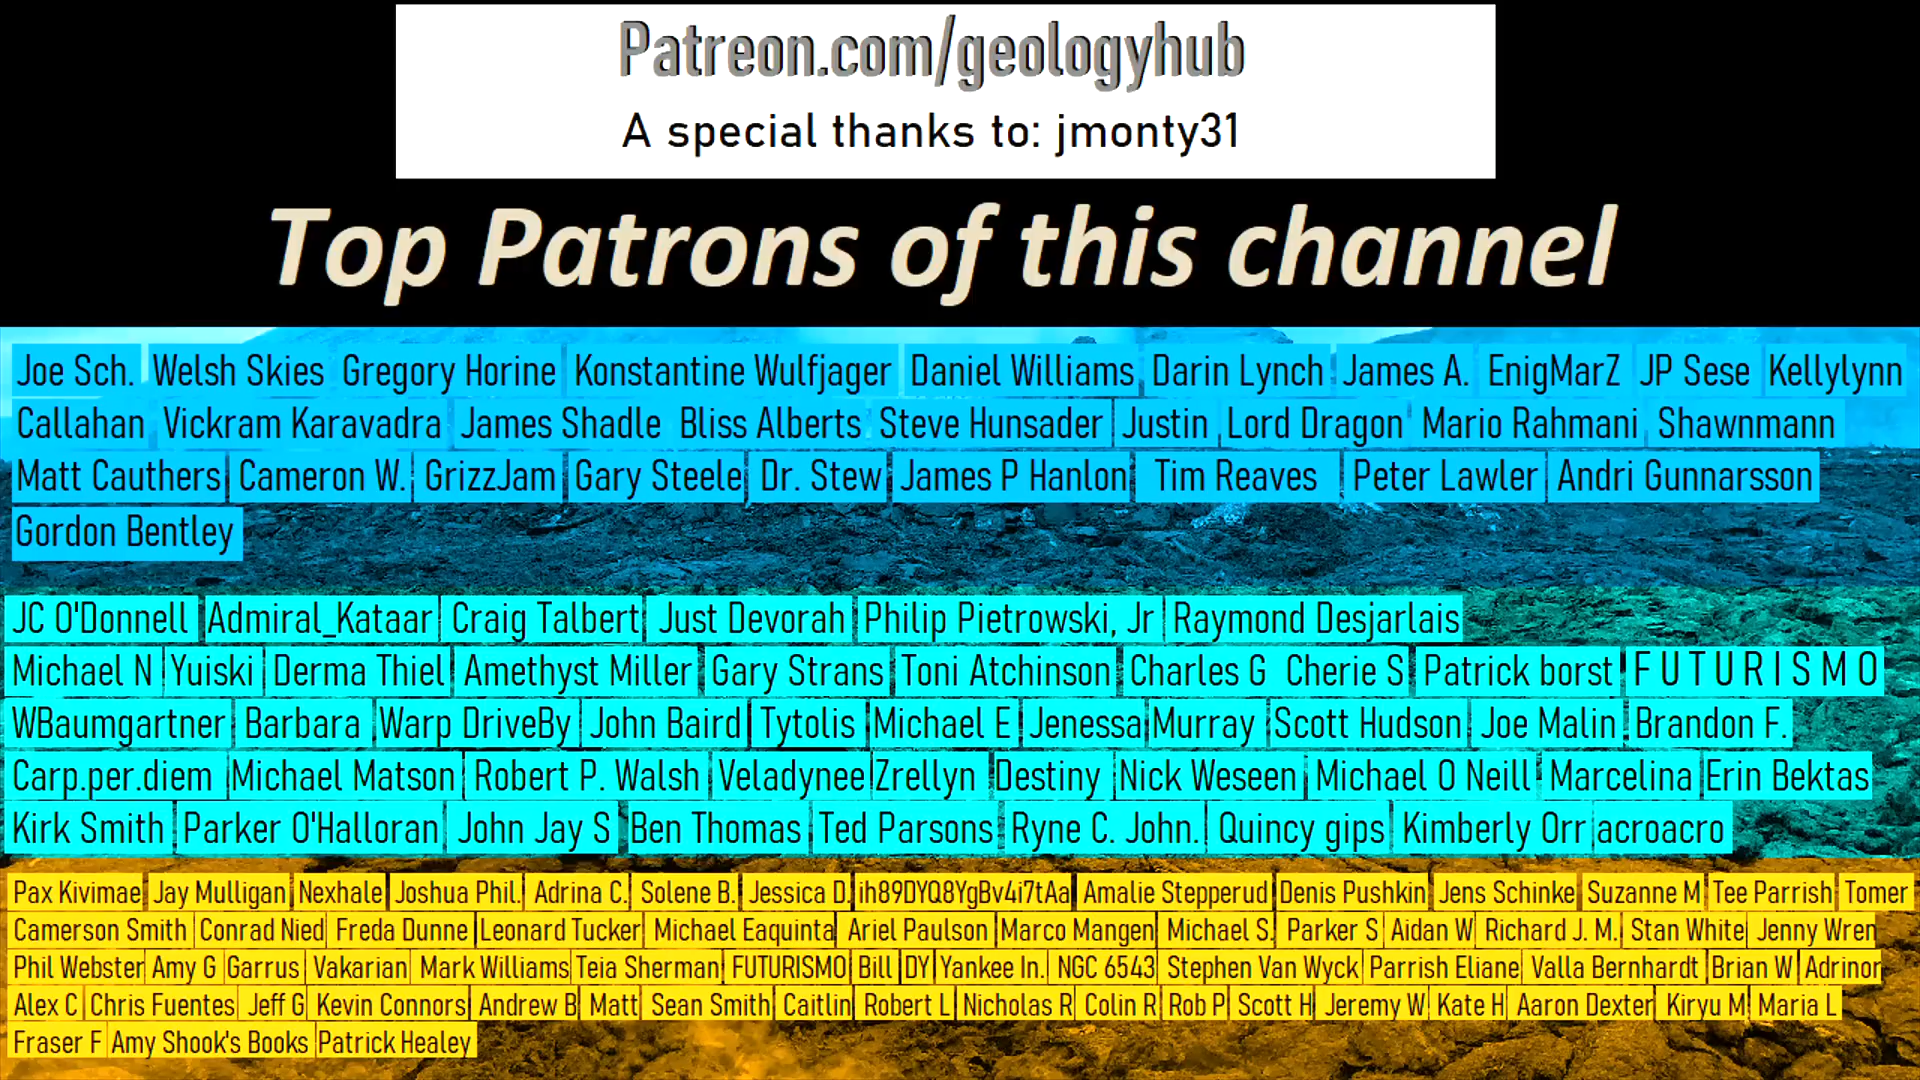 Patreon.com/geologyhub
A special thanks to: jmonty31
Top Patrons of this channel
Joe Sch. Welsh Skies Gregory Horine Konstantine Wulfjager Daniel Williams Darin Lynch James A. EnigMarZ JP Sese Kellylynn
Callahan Vickram Karavadra James Shadle Bliss Alberts Steve Hunsader Justin Lord Dragon Mario Rahmani Shawnmann
Matt Cauthers Cameron W. GrizzJam Gary Steele Dr. Stew James P Hanlon Tim Reaves Peter Lawler Andri Gunnarsson
Gordon Bentley
JC O'Donnell Admiral_Kataar Craig Talbert Just Devorah Philip Pietrowski, Jr Raymond Desjarlais
Michael N Yuiski Derma Thiel Amethyst Miller Gary Strans Toni Atchinson Charles G Cherie S Patrick borst F U T U R I S M O
WBaumgartner Barbara Warp DriveBy John Baird Tytolis Michael E Jenessa Murray Scott Hudson Joe Malin Brandon F.
Carp.per.diem Michael Matson Robert P. Walsh Veladynee Zrellyn Destiny Nick Weseen Michael O Neill Marcelina Erin Bektas
Kirk Smith Parker O'Halloran John Jay S Ben Thomas Ted Parsons Ryne C. John. Quincy gips Kimberly Orr acroacro
Pax Kivimae Jay Mulligan Nexhale Joshua Phil. Adrina C. Solene B. Jessica D. ih89DYQ8YgBv4i7tAa Amalie Stepperud Denis Pushkin Jens Schinke Suzanne M Tee Parrish Tomer
Camerson Smith Conrad Nied Freda Dunne Leonard Tucker Michael Eaquinta Ariel Paulson Marco Mangen Michael S. Parker S Aidan W Richard J. M. Stan White Jenny Wren
Phil Webster Amy G Garrus Vakarian Mark Williams Teia Sherman FUTURISMO Bill DY Yankee In. NGC 6543 Stephen Van Wyck Parrish Eliane Valla Bernhardt Brian W Adrinor
Alex C Chris Fuentes Jeff G Kevin Connors Andrew B Matt Sean Smith Caitlin Robert L Nicholas R Colin R Rob P Scott H Jeremy W Kate H Aaron Dexter Kiryu M Maria L
Fraser F Amy Shook's Books Patrick Healey